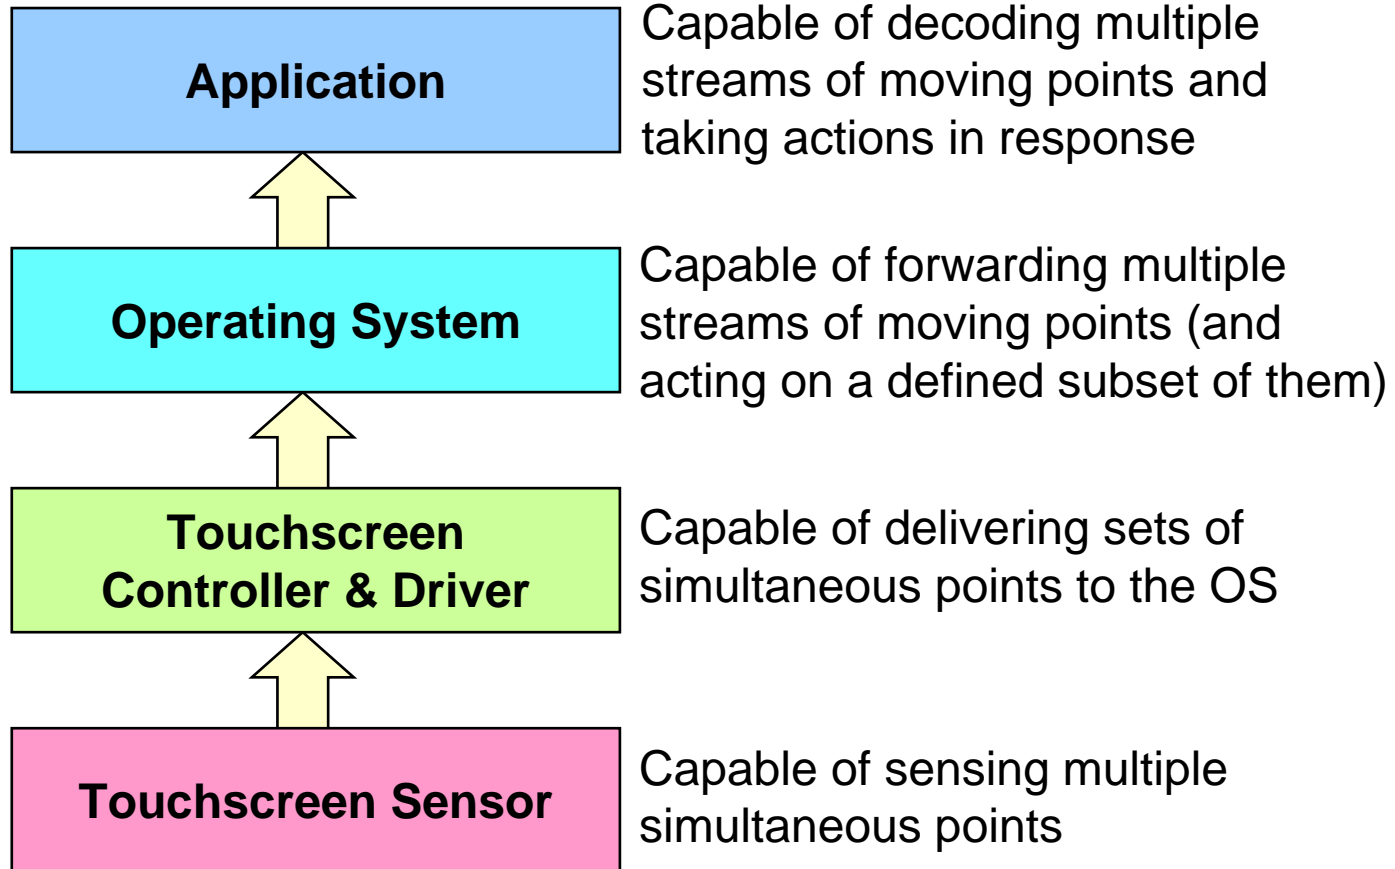 Application
Capable of decoding multiple
streams of moving points and
taking actions in response
Operating System
Capable of forwarding multiple
streams of moving points (and
acting on a defined subset of them)
Touchscreen
Controller & Driver
Capable of delivering sets of
simultaneous points to the OS
Touchscreen Sensor
Capable of sensing multiple
simultaneous points